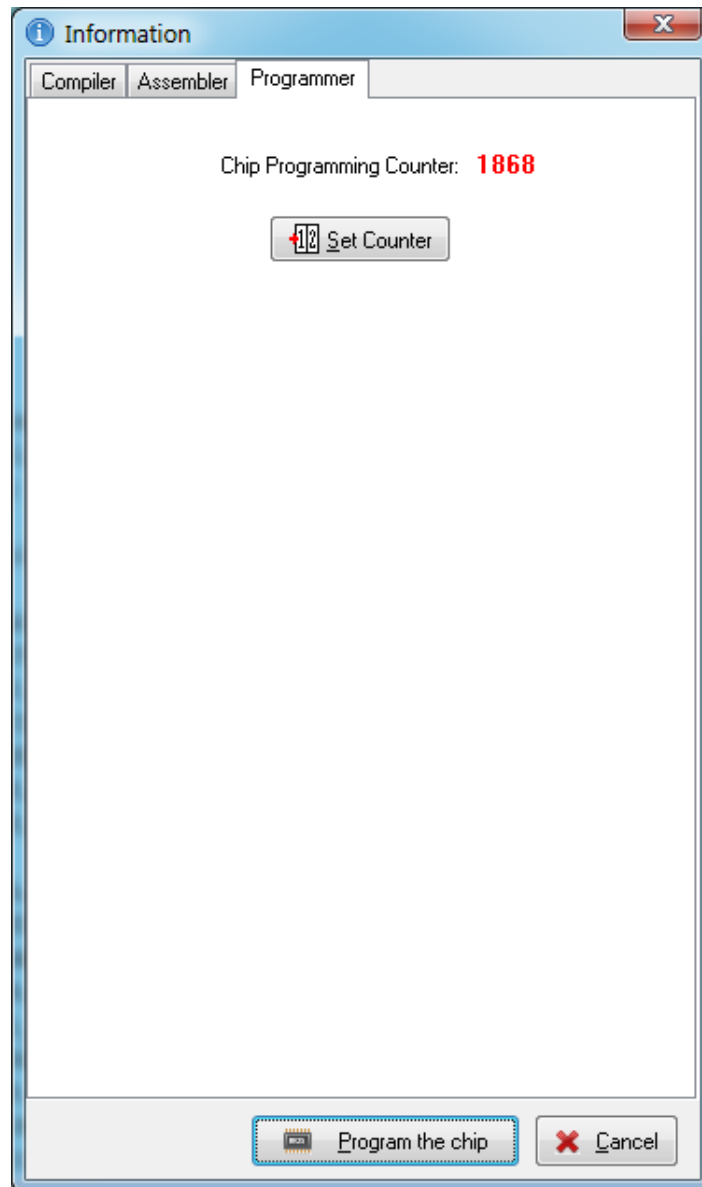 Information
Compiler Assembler Programmer
Chip Programming Counter: 1868
Set Counter
Program the chip Cancel